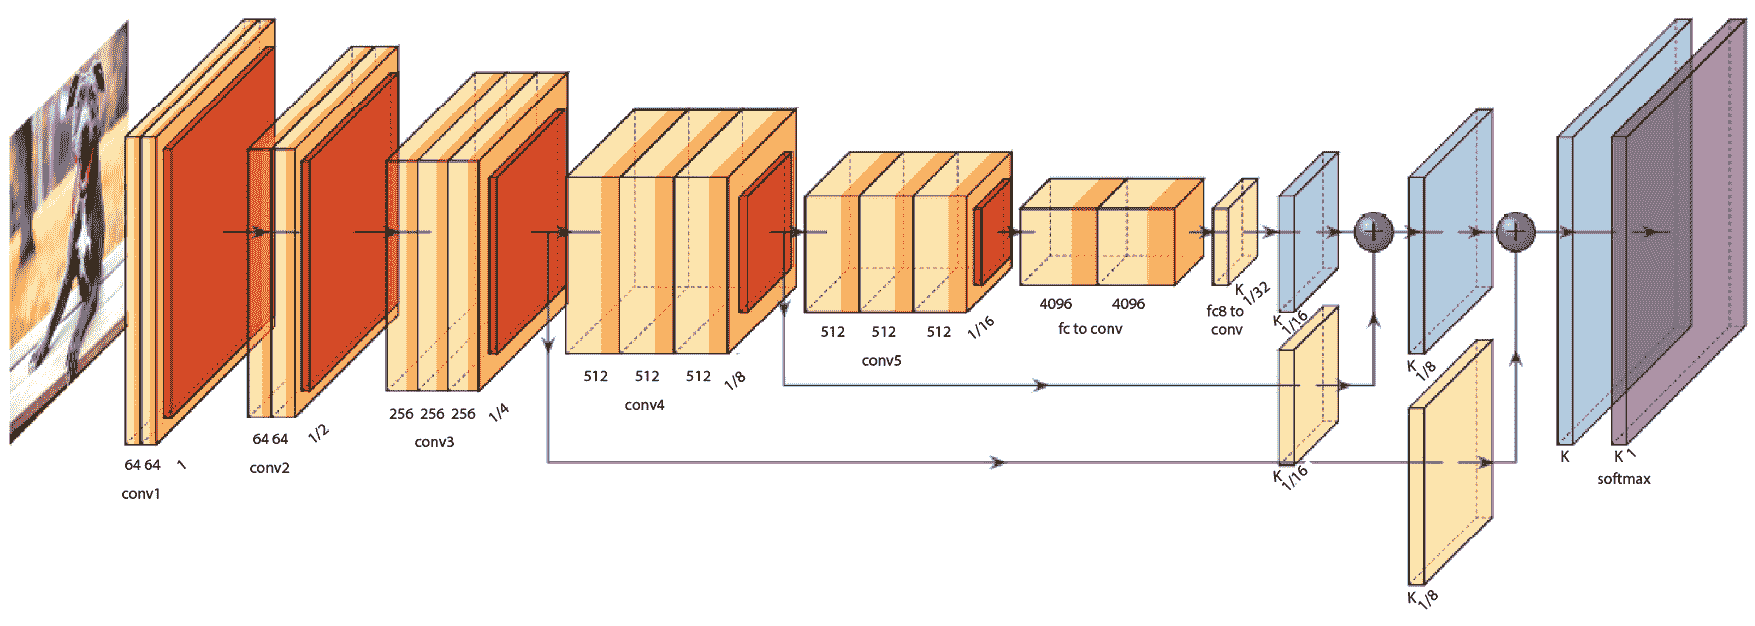 64 64 1
conv1
64 64 1/2
conv2
256 256 256 1/4
conv3
512 512 512 1/8
conv4
512 512 512 1/16
conv5
4096 4096
fc to conv
K 1/32
fc8 to
conv
K 1/16
+
K 1/16
K 1/8
+
K 1/8
K
K 1
softmax